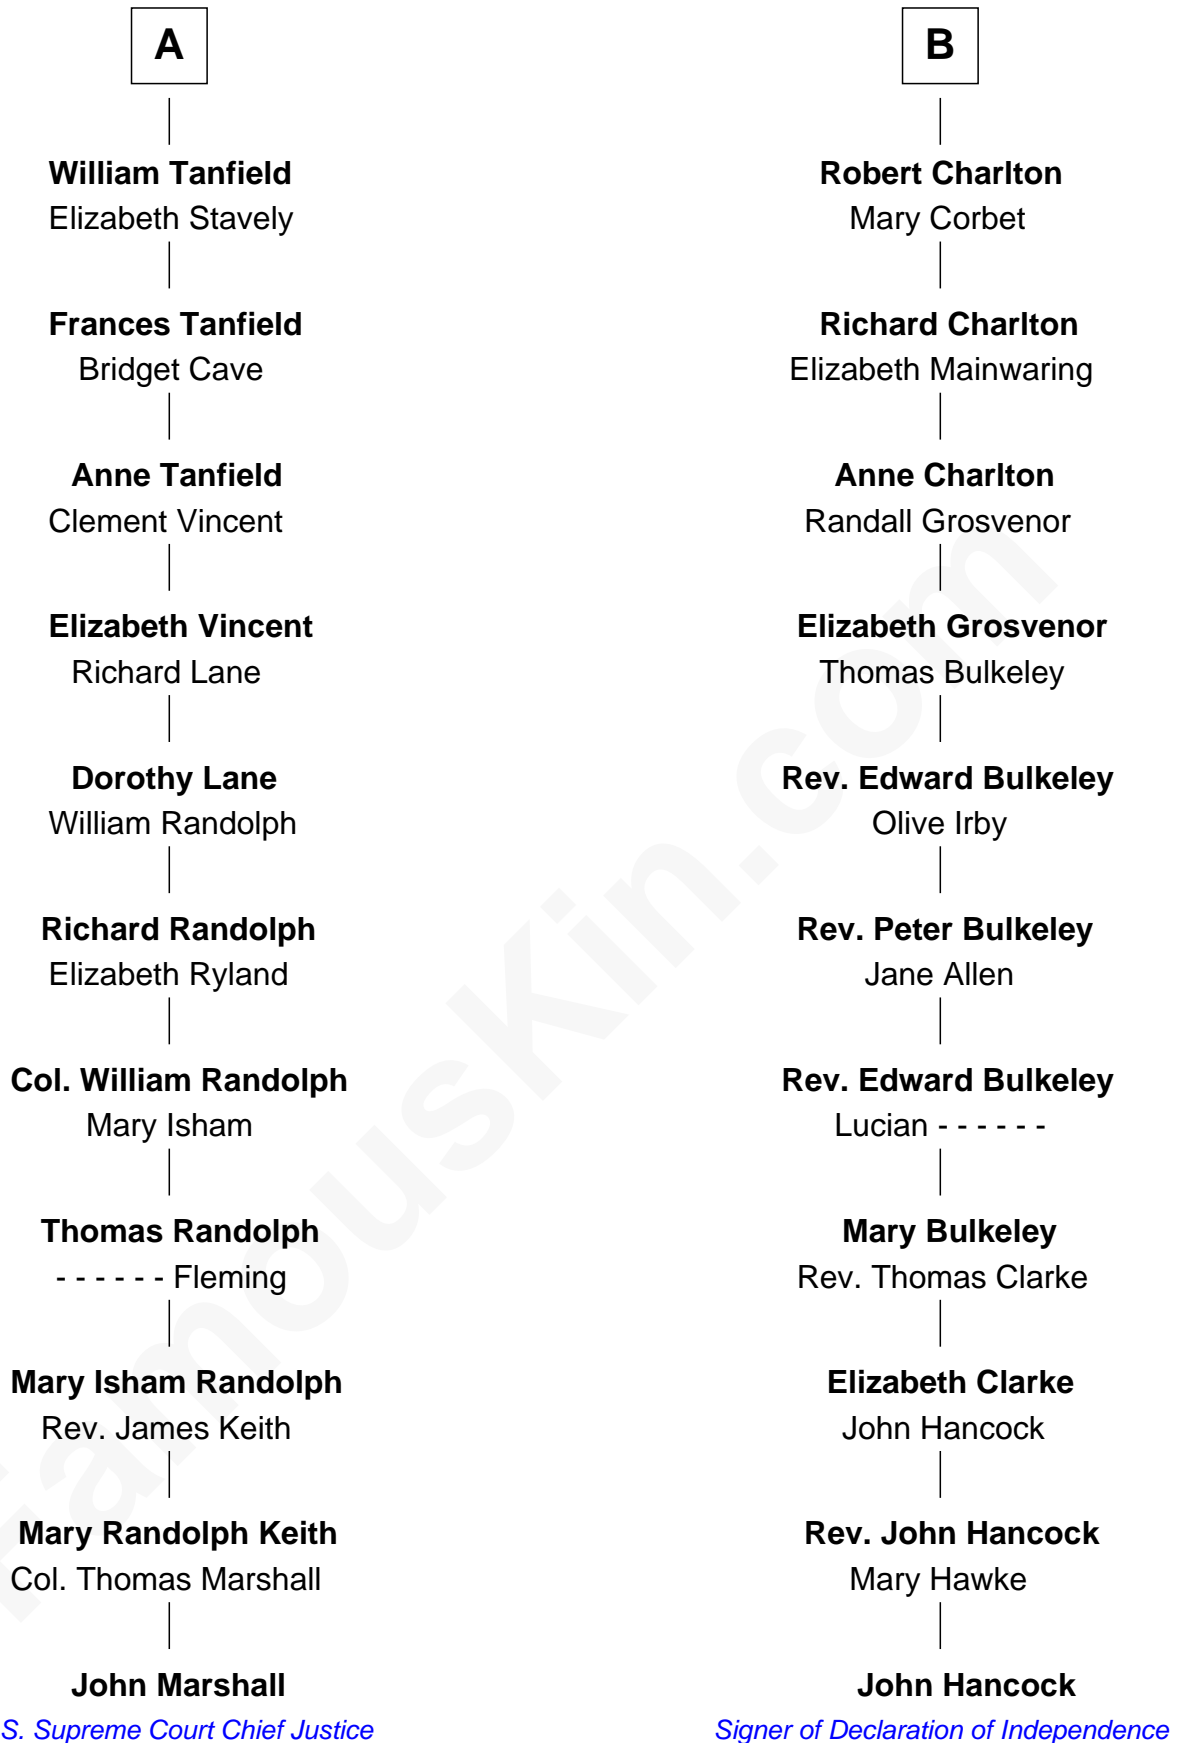 A
William Tanfield
Elizabeth Stavely
Frances Tanfield
Bridget Cave
Anne Tanfield
Clement Vincent
Elizabeth Vincent
Richard Lane
Dorothy Lane
William Randolph
Richard Randolph
Elizabeth Ryland
Col. William Randolph
Mary Isham
Thomas Randolph
- - - - - - Fleming
Mary Isham Randolph
Rev. James Keith
Mary Randolph Keith
Col. Thomas Marshall
John Marshall
S. Supreme Court Chief Justice
B
Robert Charlton
Mary Corbet
Richard Charlton
Elizabeth Mainwaring
Anne Charlton
Randall Grosvenor
Elizabeth Grosvenor
Thomas Bulkeley
Rev. Edward Bulkeley
Olive Irby
Rev. Peter Bulkeley
Jane Allen
Rev. Edward Bulkeley
Lucian - - - - - -
Mary Bulkeley
Rev. Thomas Clarke
Elizabeth Clarke
John Hancock
Rev. John Hancock
Mary Hawke
John Hancock
Signer of Declaration of Independence
FamousKin.com